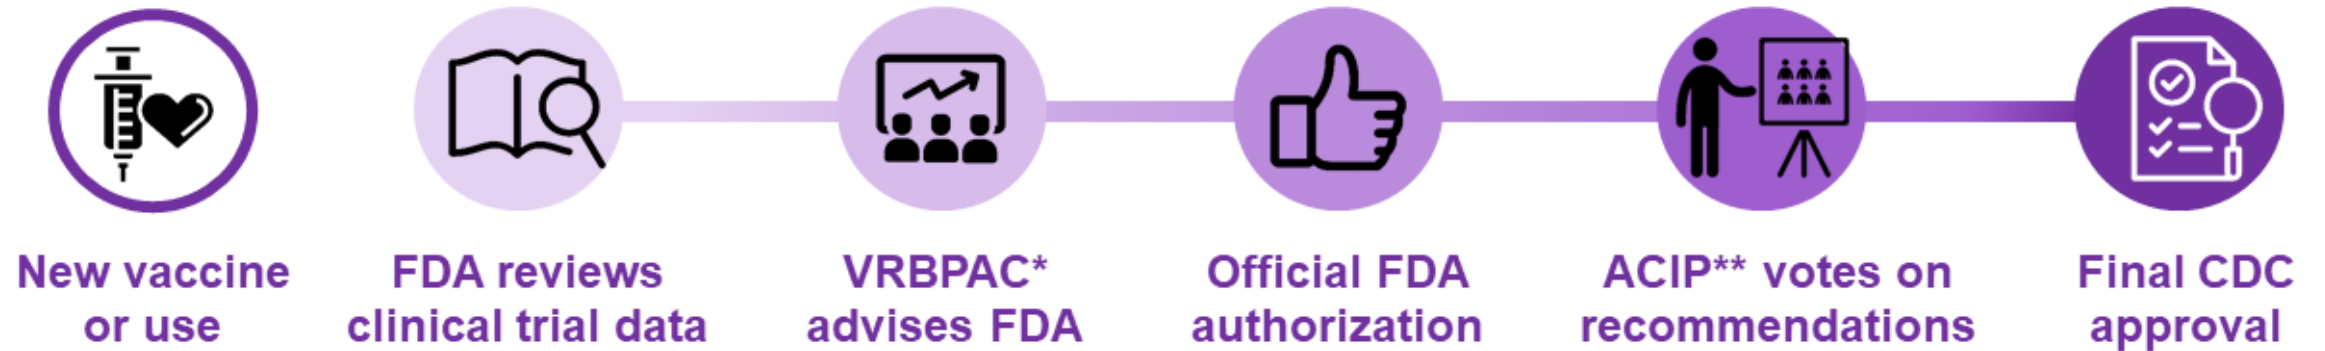 New vaccine
or use
FDA reviews
clinical trial data
VRBPAC*
advises FDA
Official FDA
authorization
ACIP** votes on
recommendations
Final CDC
approval